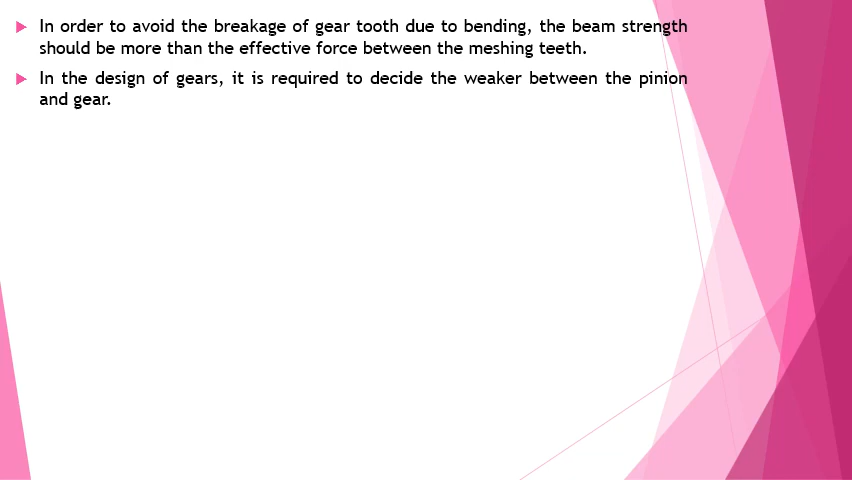 In order to avoid the breakage of gear tooth due to bending, the beam strength
should be more than the effective force between the meshing teeth.
In the design of gears, it is required to decide the weaker between the pinion
and gear.